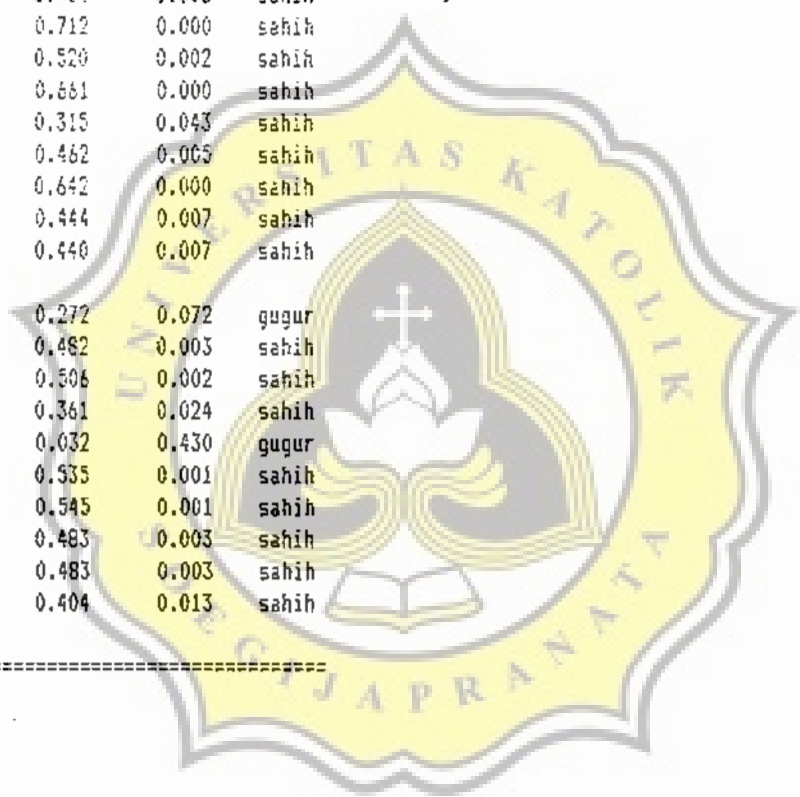 sahih
0.712 0.000 sahih
0.520 0.002 sahih
0.661 0.000 sahih
0.315 0.043 sahih
0.462 0.005 sahih
0.642 0.000 sahih
0.444 0.007 sahih
0.440 0.007 sahih
0.272 0.072 gugur
0.482 0.003 sahih
0.506 0.002 sahih
0.361 0.024 sahih
0.032 0.430 gugur
0.535 0.001 sahih
0.545 0.001 sahih
0.483 0.003 sahih
0.483 0.003 sahih
0.404 0.013 sahih
UNIVERSITAS KATOLIK
SOEGIJAPRANATA